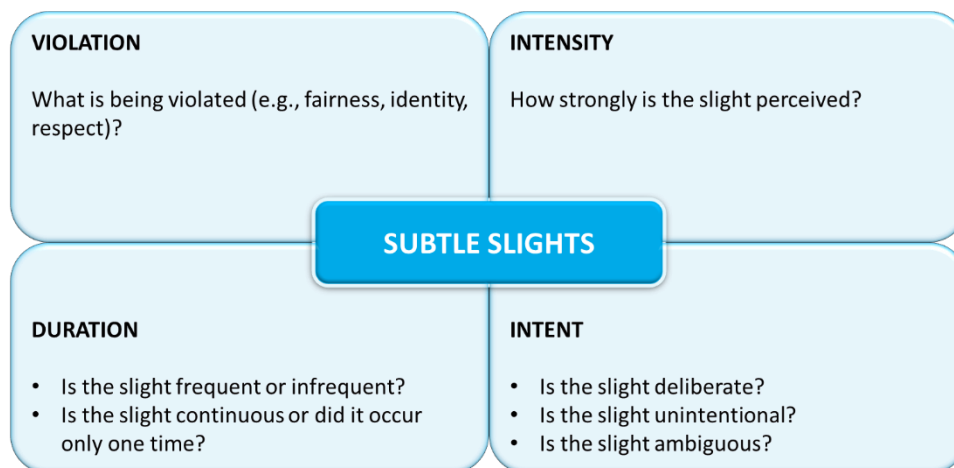 VIOLATION
What is being violated (e.g., fairness, identity,
respect)?
INTENSITY
How strongly is the slight perceived?
SUBTLE SLIGHTS
DURATION
• Is the slight frequent or infrequent?
• Is the slight continuous or did it occur
only one time?
INTENT
• Is the slight deliberate?
• Is the slight unintentional?
• Is the slight ambiguous?